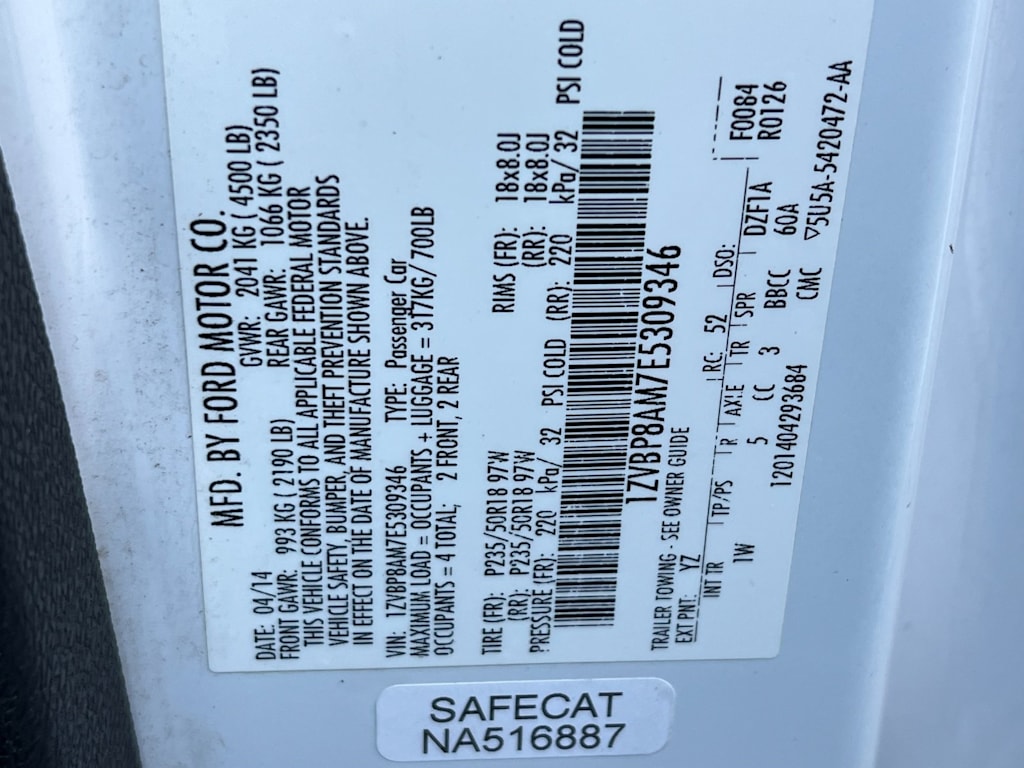 MFD. BY FORD MOTOR CO.
DATE: 04/14 GVWR: 2041 KG ( 4500 LB)
FRONT GAWR: 993 KG ( 2190 LB) REAR GAWR: 1066 KG ( 2350 LB)
THIS VEHICLE CONFORMS TO ALL APPLICABLE FEDERAL MOTOR
VEHICLE SAFETY, BUMPER, AND THEFT PREVENTION STANDARDS
IN EFFECT ON THE DATE OF MANUFACTURE SHOWN ABOVE.
VIN: 1ZVBP8AM7E5309346 TYPE: Passenger Car
MAXIMUM LOAD = OCCUPANTS + LUGGAGE = 317KG/700LB
OCCUPANTS = 4 TOTAL; 2 FRONT, 2 REAR
TIRE (FR): P235/50R18 97W RIMS (FR): 18x8.0J
(RR): P235/50R18 97W (RR): 18x8.0J
PRESSURE (FR): 220 kPa/ 32 PSI COLD (RR): 220 kPa/ 32 PSI COLD
1ZVBP8AM7E5309346
TRAILER TOWING - SEE OWNER GUIDE
EXT PNT: YZ RC: 52 DSO: F0084
INT TR TP/PS R AXLE TR SPR DZF1A R0126
1W 5 CC 3 BBCC 60A
1201404293684 CMC ▽5U5A-5420472-AA
SAFECAT
NA516887